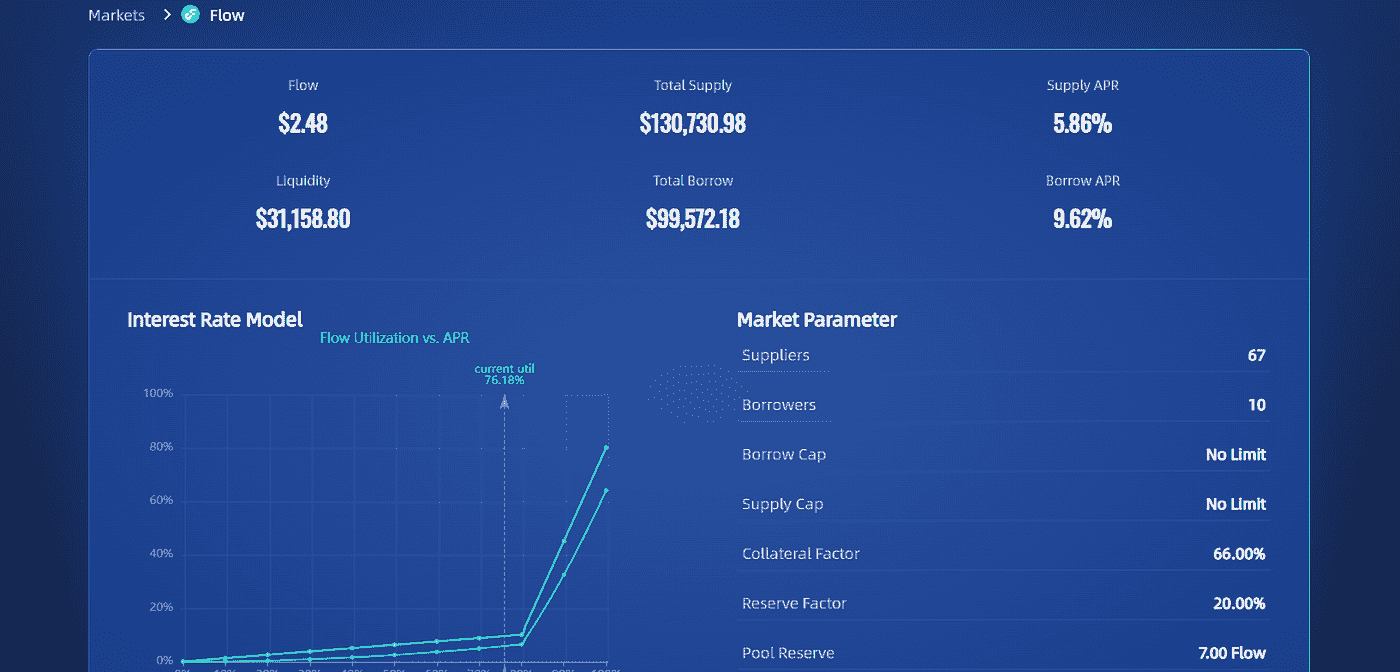 Markets > Flow
Flow
Total Supply
Supply APR
$2.48
$130,730.98
5.86%
Liquidity
Total Borrow
Borrow APR
$31,158.80
$99,572.18
9.62%
Interest Rate Model
Flow Utilization vs. APR
current util
76.18%
100%
80%
60%
40%
20%
0%
Market Parameter
Suppliers 67
Borrowers 10
Borrow Cap No Limit
Supply Cap No Limit
Collateral Factor 66.00%
Reserve Factor 20.00%
Pool Reserve 7.00 Flow